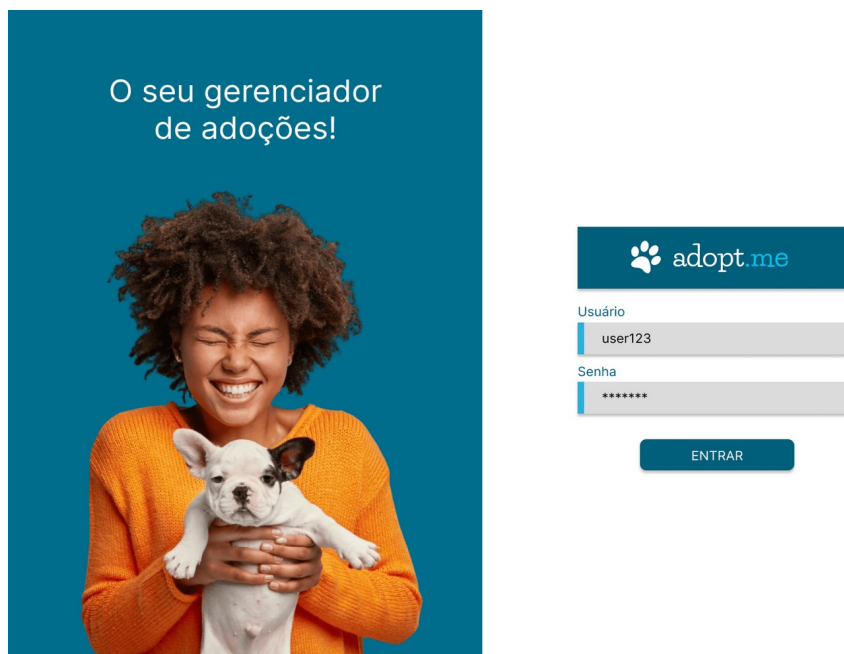 O seu gerenciador
de adoções!
adopt.me
Usuário
user123
Senha
*******
ENTRAR